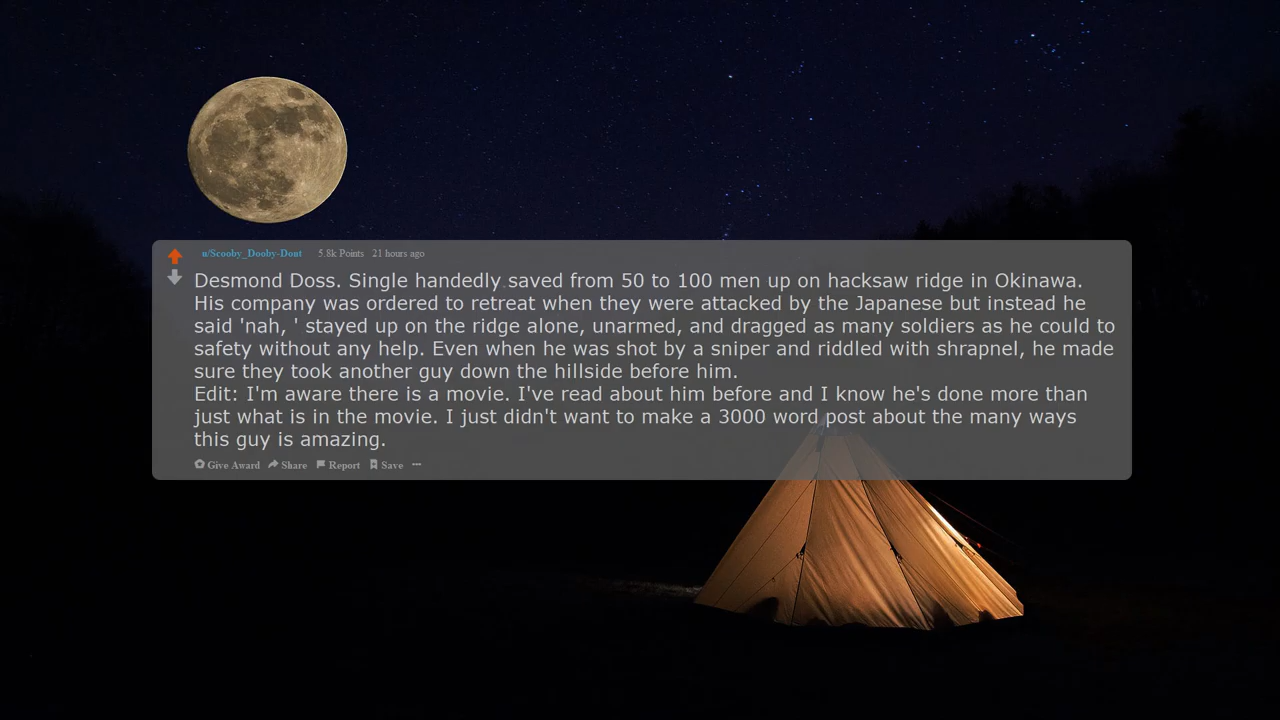 u/Scooby_Dooby-Dout 5.8k Points 21 hours ago
Desmond Doss. Single handedly saved from 50 to 100 men up on hacksaw ridge in Okinawa.
His company was ordered to retreat when they were attacked by the Japanese but instead he
said 'nah, ' stayed up on the ridge alone, unarmed, and dragged as many soldiers as he could to
safety without any help. Even when he was shot by a sniper and riddled with shrapnel, he made
sure they took another guy down the hillside before him.
Edit: I'm aware there is a movie. I've read about him before and I know he's done more than
just what is in the movie. I just didn't want to make a 3000 word post about the many ways
this guy is amazing.
Give Award Share Report Save ···